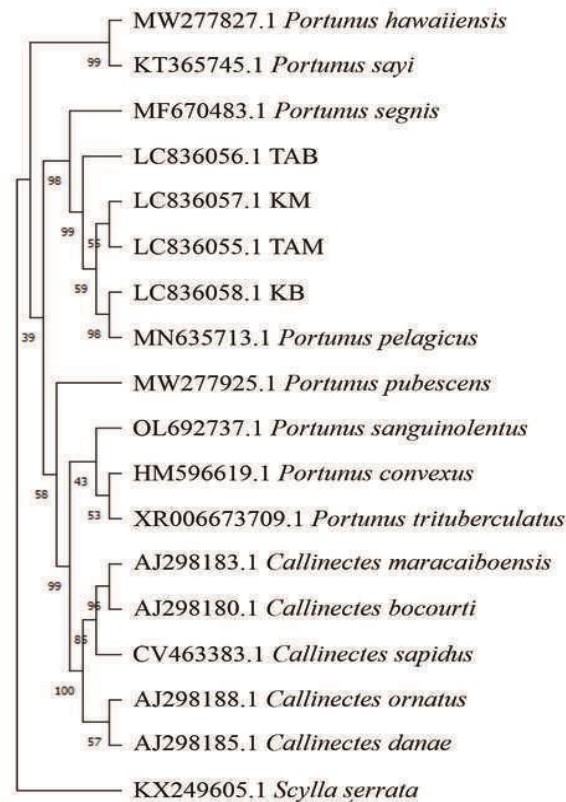 MW277827.1 Portunus hawaiiensis
99
KT365745.1 Portunus sayi
MF670483.1 Portunus segnis
LC836056.1 TAB
98
LC836057.1 KM
99
55
LC836055.1 TAM
59
LC836058.1 KB
39
98
MN635713.1 Portunus pelagicus
MW277925.1 Portunus pubescens
OL692737.1 Portunus sanguinolentus
43
HM596619.1 Portunus convexus
58
53
XR006673709.1 Portunus trituberculatus
99
AJ298183.1 Callinectes maracaiboensis
96
AJ298180.1 Callinectes bocourti
86
CV463383.1 Callinectes sapidus
100
AJ298188.1 Callinectes ornatus
57
AJ298185.1 Callinectes danae
KX249605.1 Scylla serrata